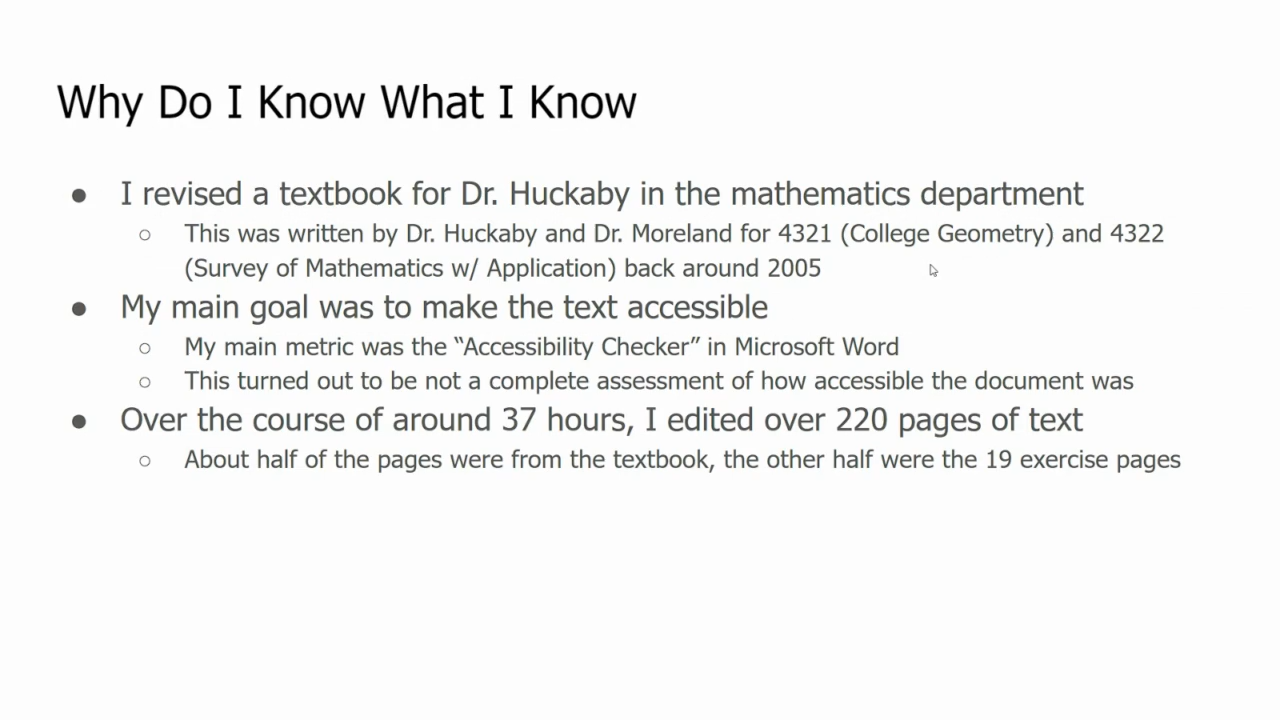 Why Do I Know What I Know
● I revised a textbook for Dr. Huckaby in the mathematics department
○ This was written by Dr. Huckaby and Dr. Moreland for 4321 (College Geometry) and 4322
(Survey of Mathematics w/ Application) back around 2005
● My main goal was to make the text accessible
○ My main metric was the “Accessibility Checker” in Microsoft Word
○ This turned out to be not a complete assessment of how accessible the document was
● Over the course of around 37 hours, I edited over 220 pages of text
○ About half of the pages were from the textbook, the other half were the 19 exercise pages